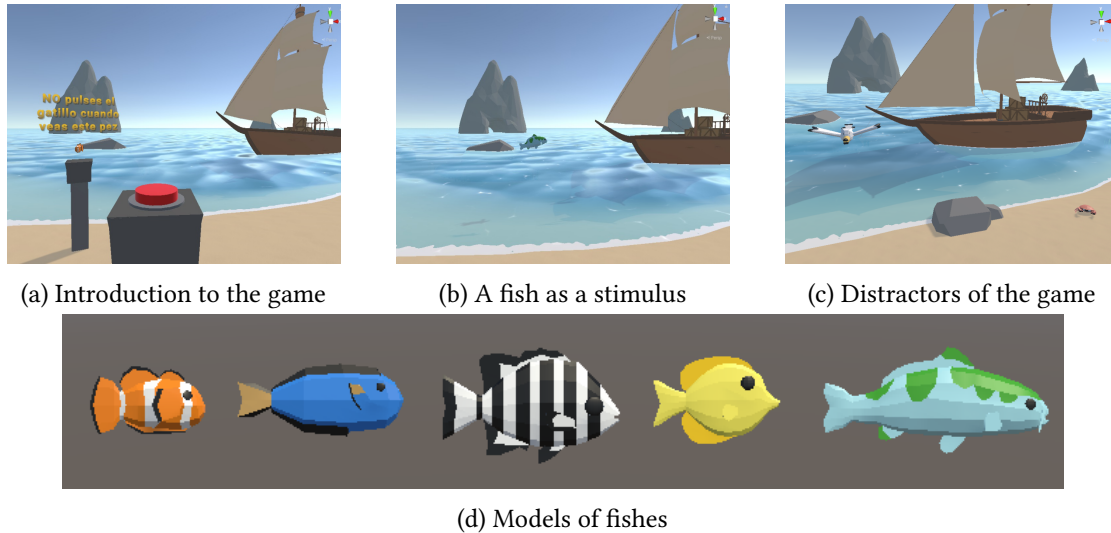 NO pulses el
gatillo cuando
veas este pez
(a) Introduction to the game
(b) A fish as a stimulus
(c) Distractors of the game
(d) Models of fishes